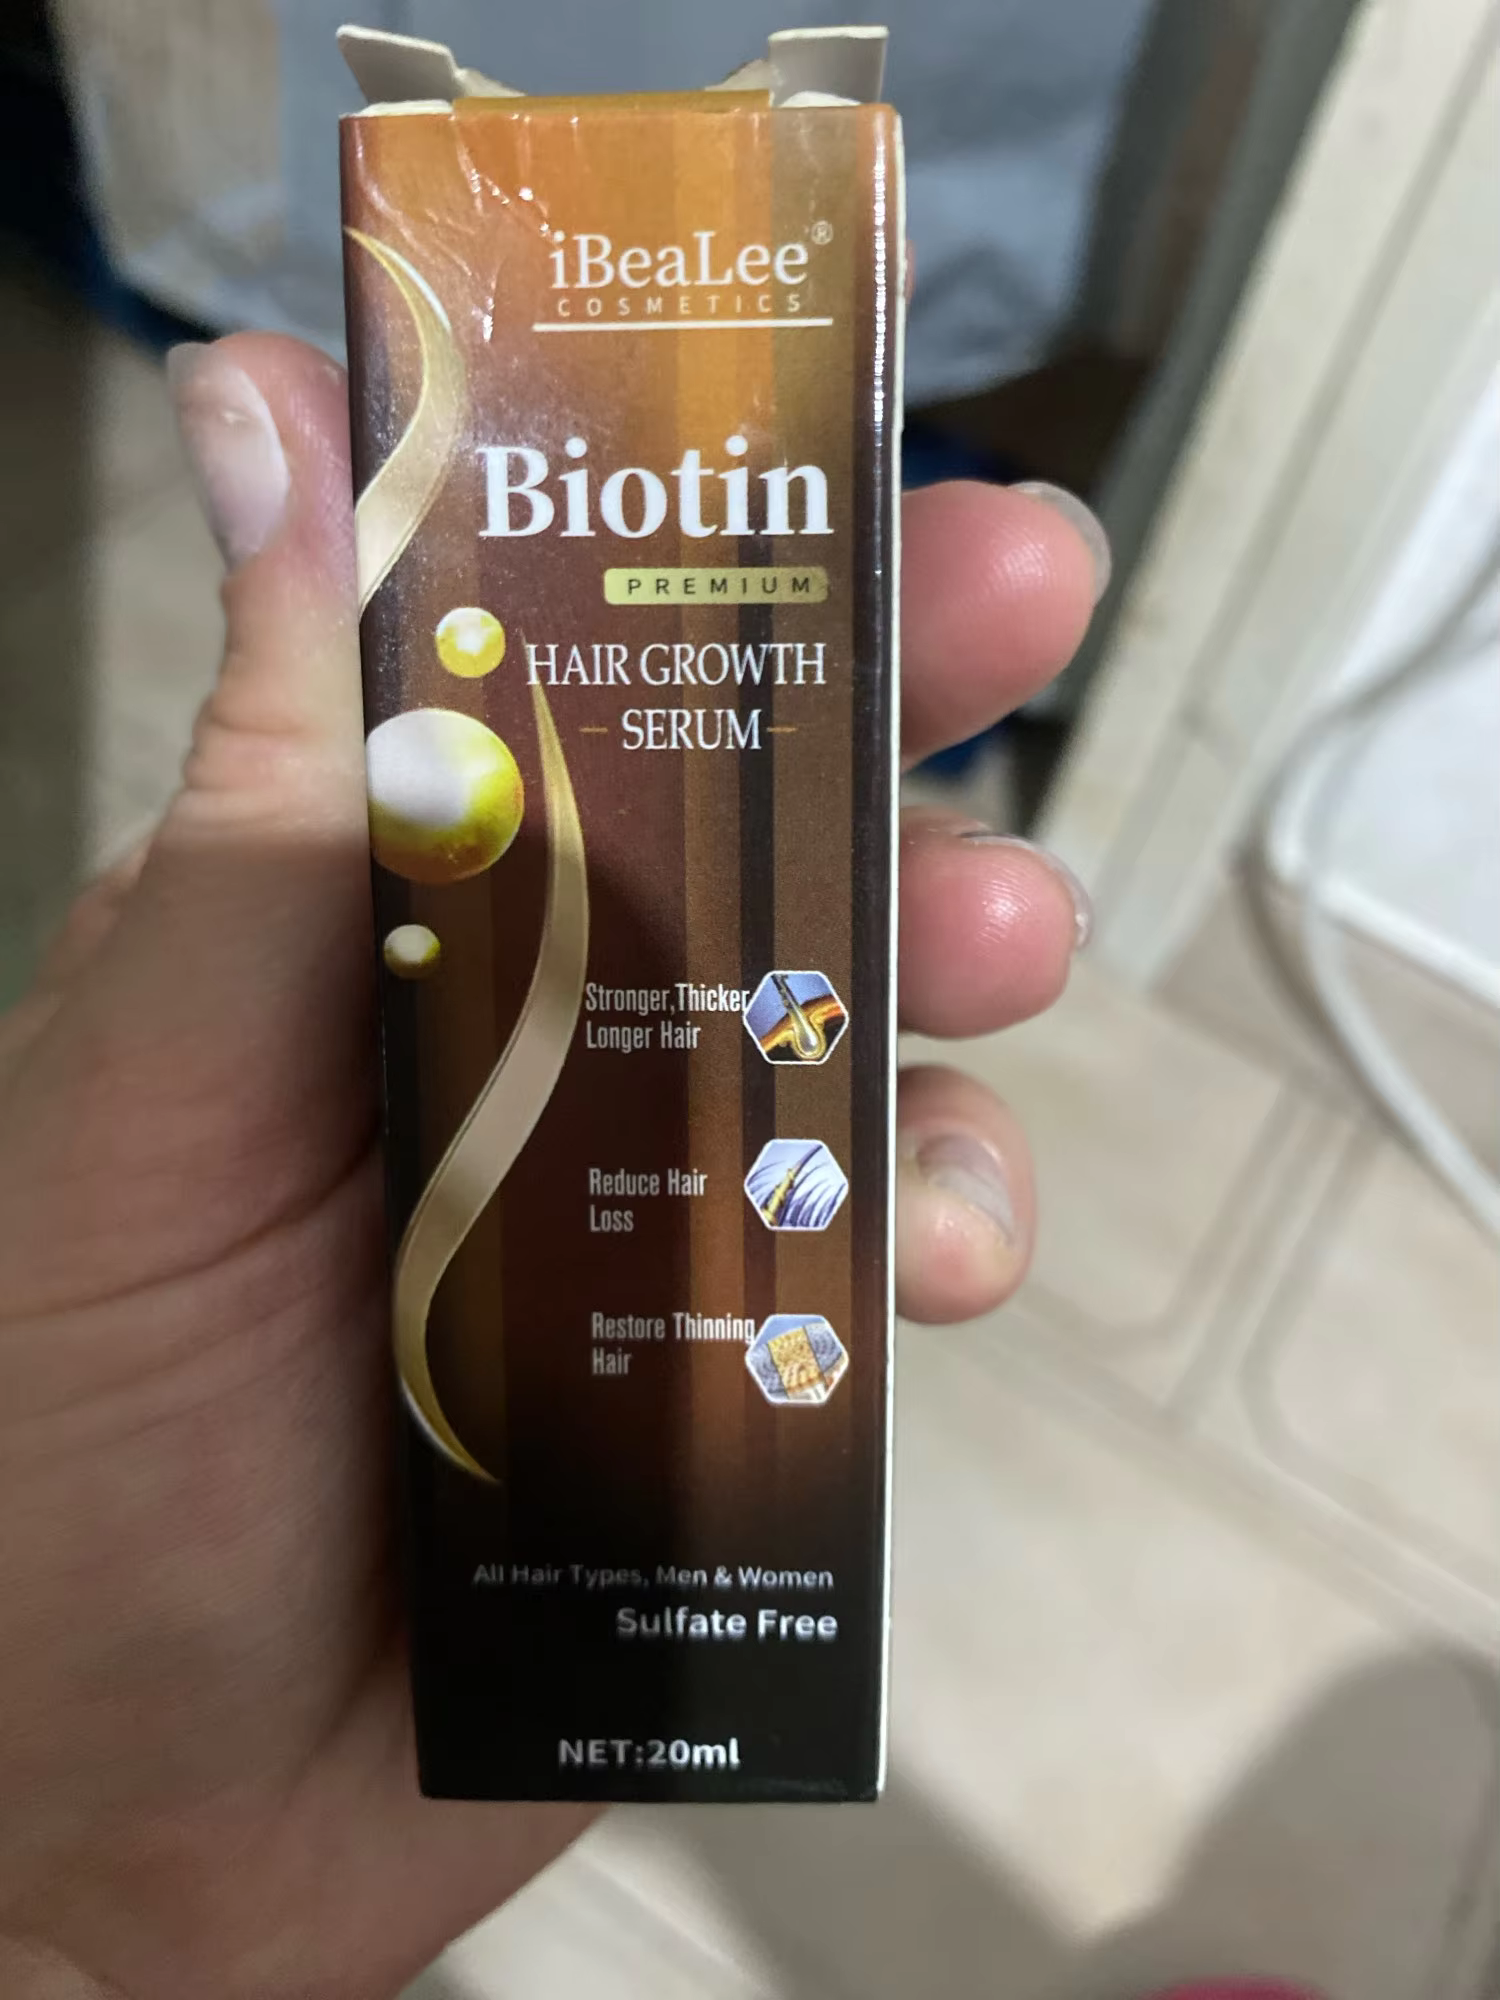 iBeaLee®
COSMETICS
Biotin
PREMIUM
HAIR GROWTH
SERUM
Stronger,Thicker
Longer Hair
Reduce Hair
Loss
Restore Thinning
Hair
All Hair Types, Men & Women
Sulfate Free
NET:20ml